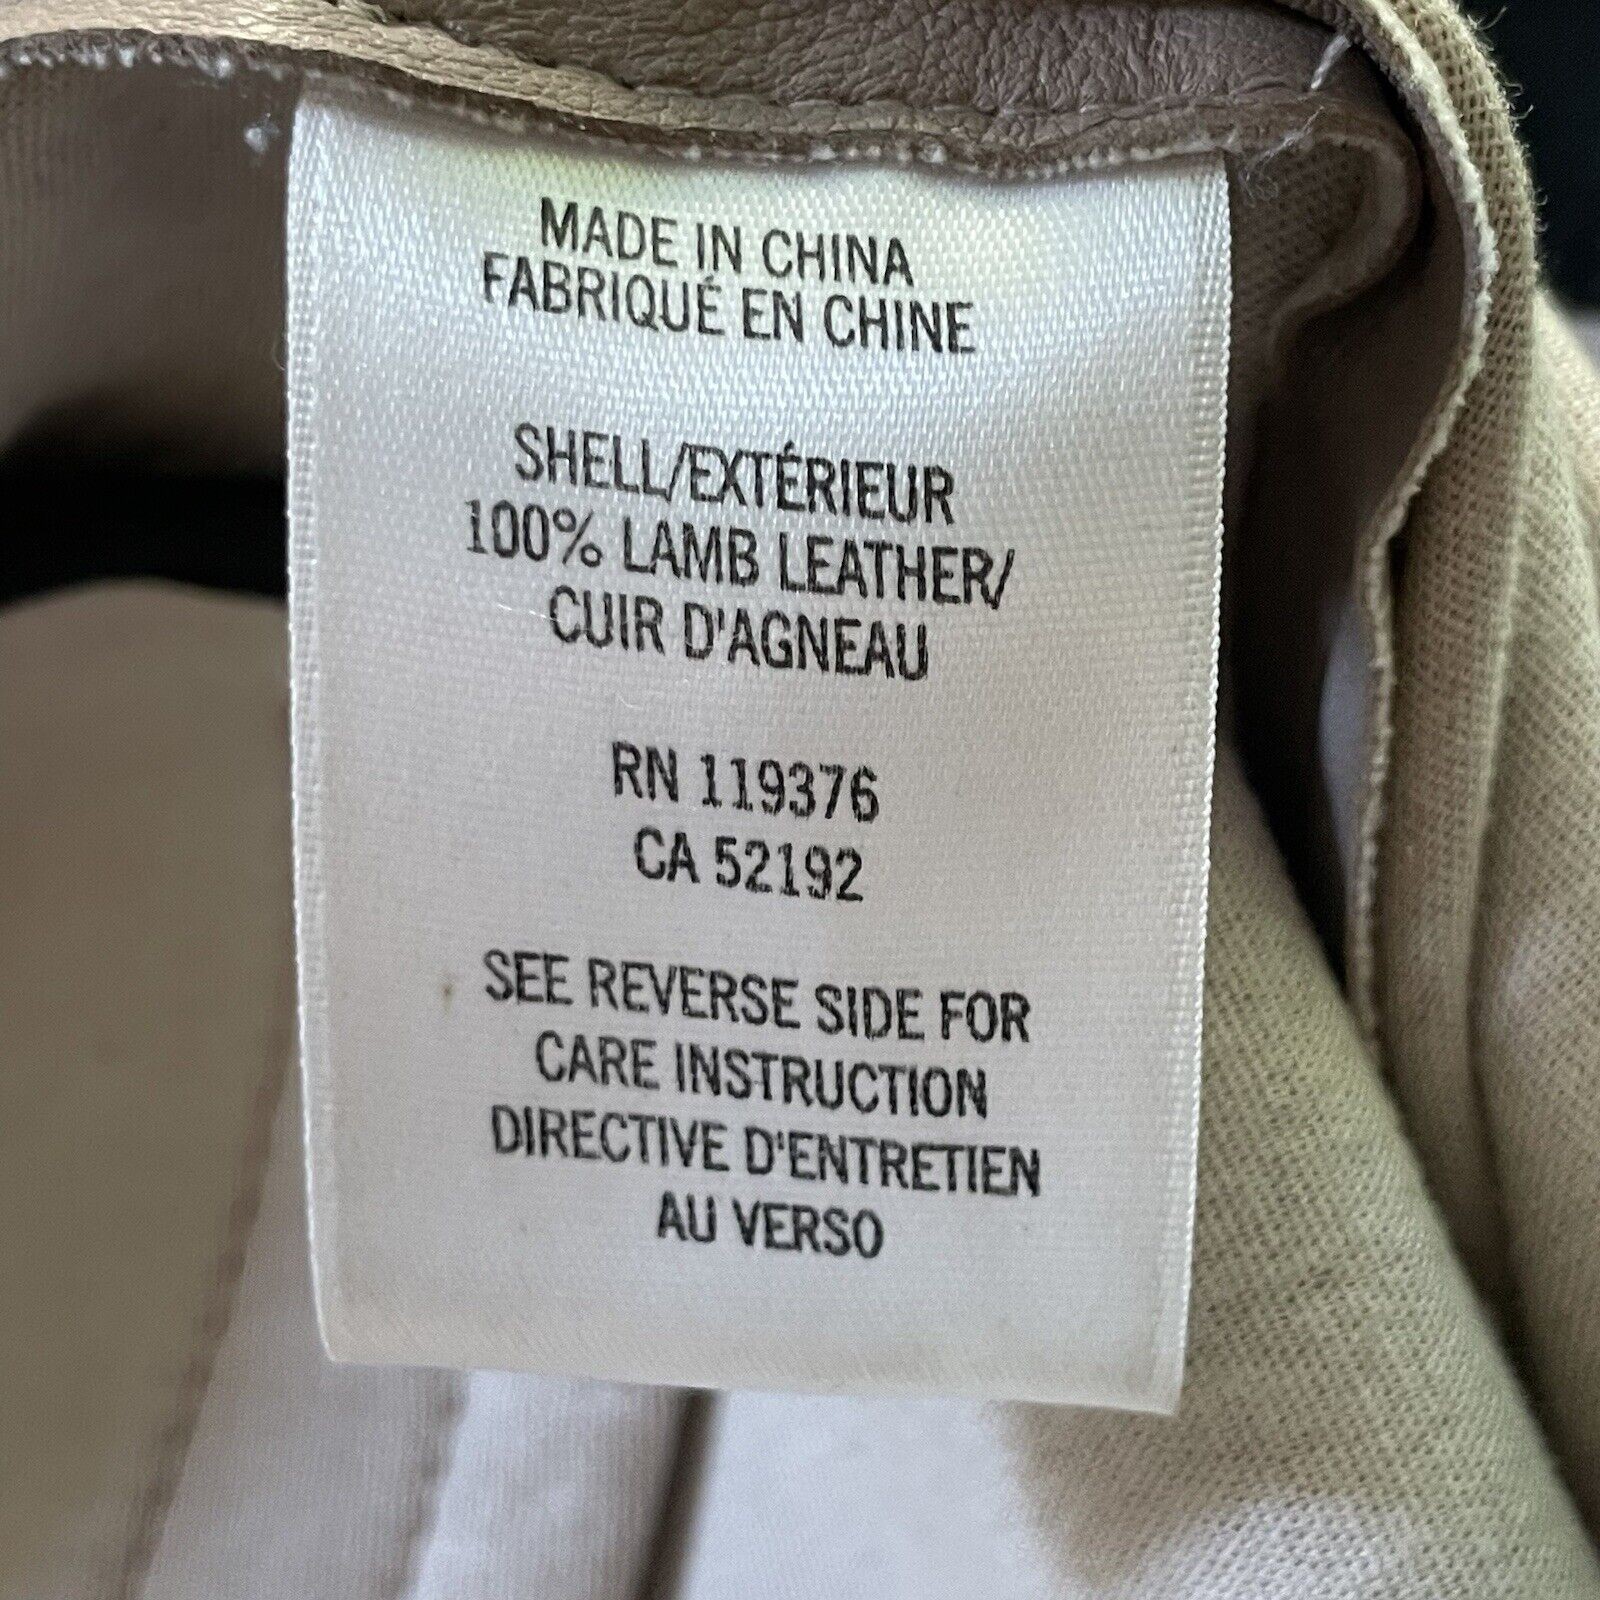 MADE IN CHINA
FABRIQUÉ EN CHINE
SHELL/EXTÉRIEUR
100% LAMB LEATHER/
CUIR D'AGNEAU
RN 119376
CA 52192
SEE REVERSE SIDE FOR
CARE INSTRUCTION
DIRECTIVE D'ENTRETIEN
AU VERSO